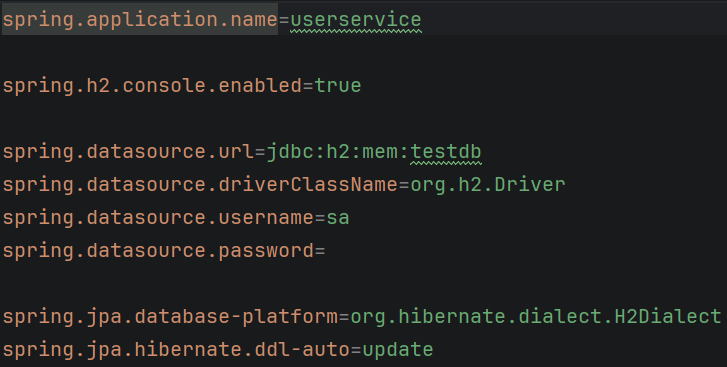 spring.application.name=userservice
spring.h2.console.enabled=true
spring.datasource.url=jdbc:h2:mem:testdb
spring.datasource.driverClassName=org.h2.Driver
spring.datasource.username=sa
spring.datasource.password=
spring.jpa.database-platform=org.hibernate.dialect.H2Dialect
spring.jpa.hibernate.ddl-auto=update